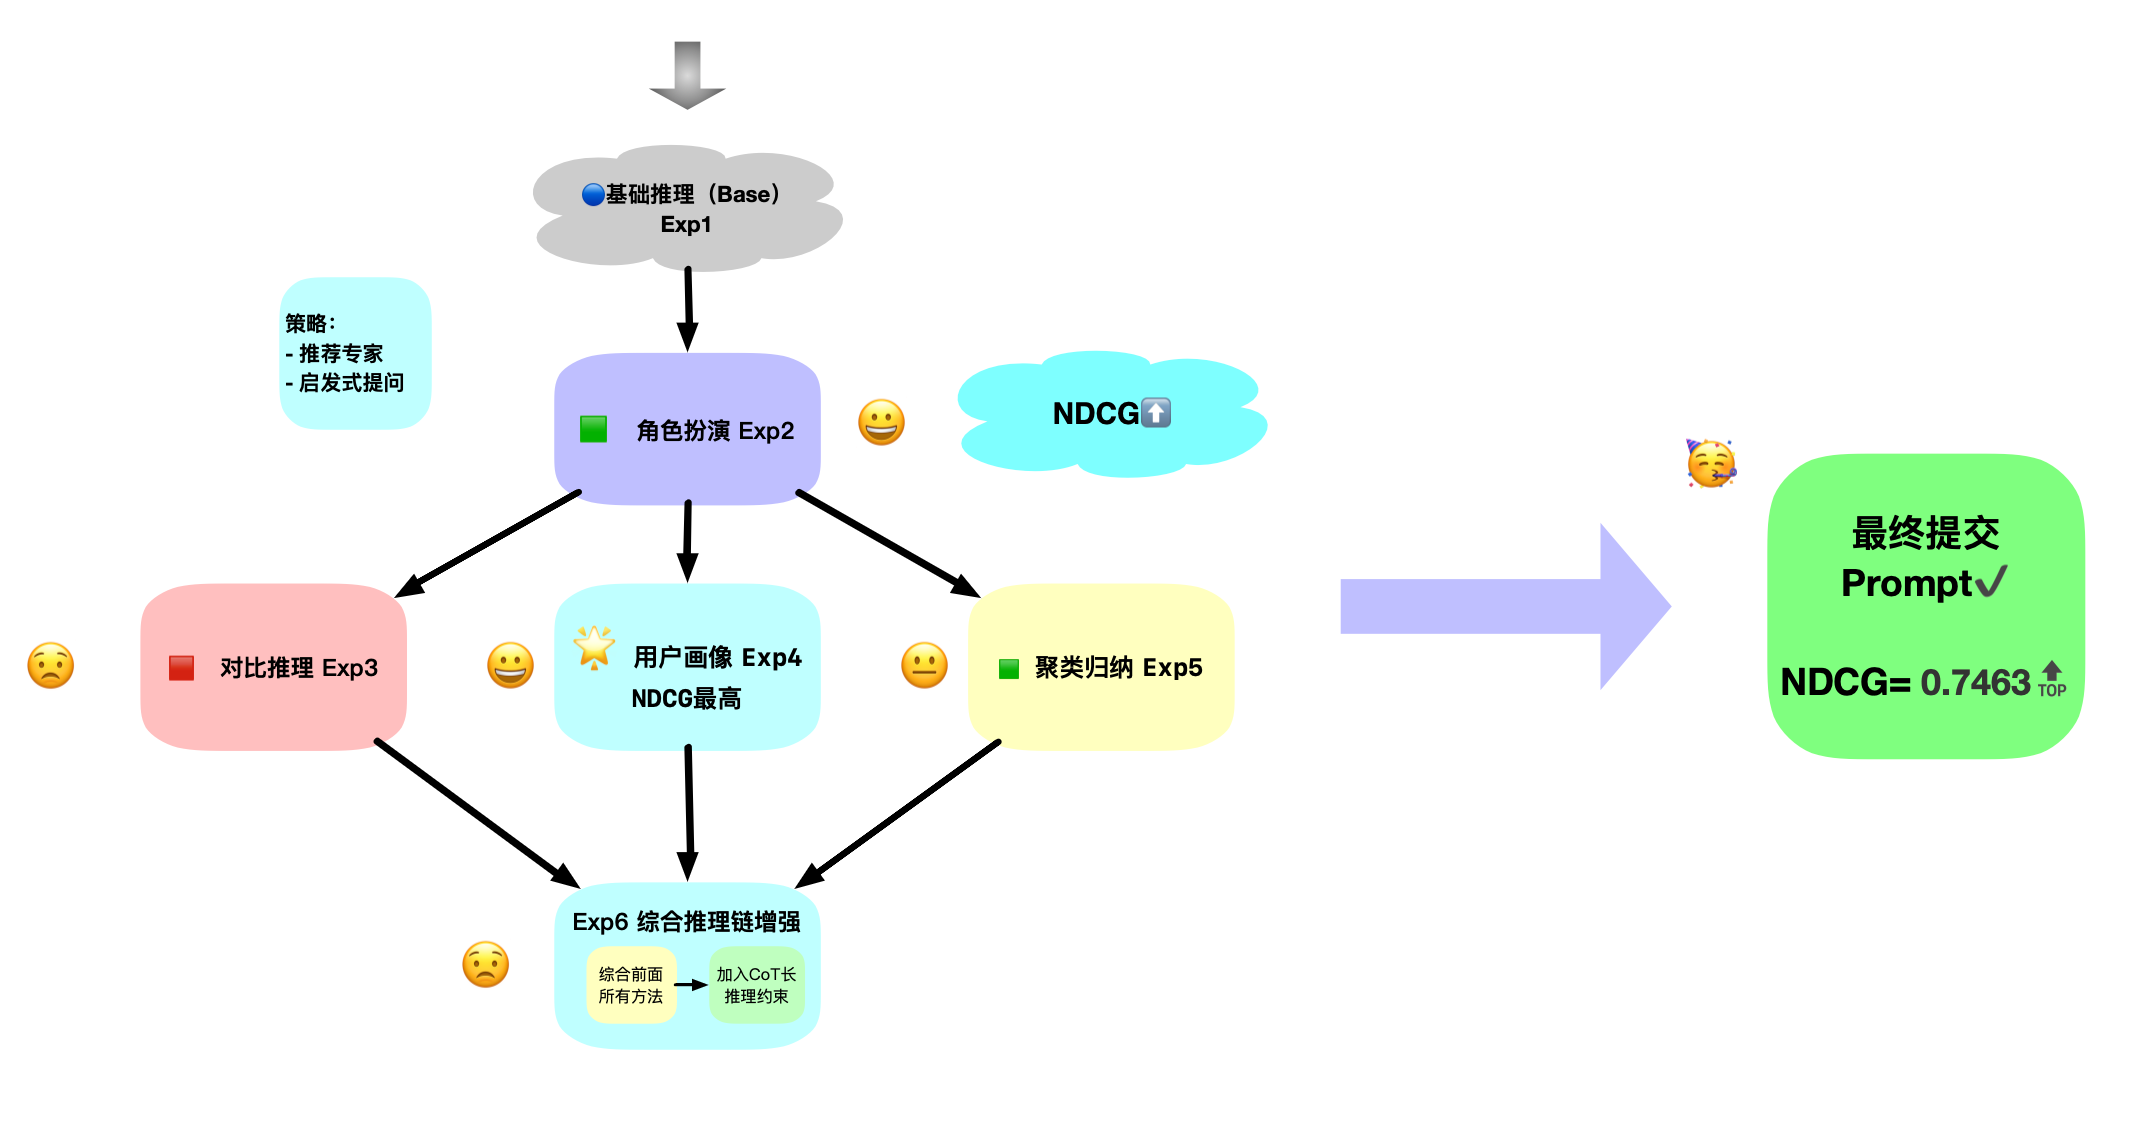 基础推理（Base）
Exp1
策略：
- 推荐专家
- 启发式提问
角色扮演 Exp2
NDCG⬆️
对比推理 Exp3
用户画像 Exp4
NDCG最高
聚类归纳 Exp5
Exp6 综合推理链增强
综合前面
所有方法
加入CoT长
推理约束
最终提交
Prompt✔
NDCG= 0.7463
TOP